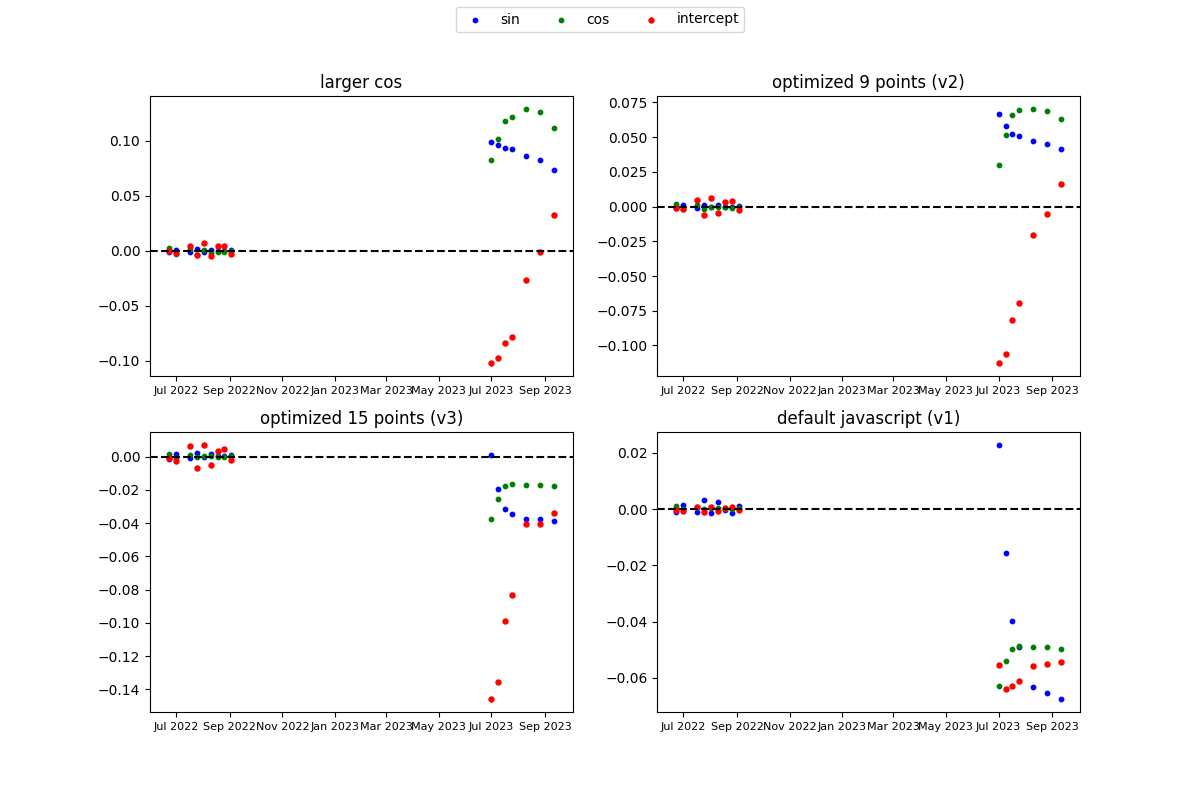 sin cos intercept
larger cos
0.10
0.05
0.00
−0.05
−0.10
Jul 2022 Sep 2022 Nov 2022 Jan 2023 Mar 2023 May 2023 Jul 2023 Sep 2023
optimized 9 points (v2)
0.075
0.050
0.025
0.000
−0.025
−0.050
−0.075
−0.100
Jul 2022 Sep 2022 Nov 2022 Jan 2023 Mar 2023 May 2023 Jul 2023 Sep 2023
optimized 15 points (v3)
0.00
−0.02
−0.04
−0.06
−0.08
−0.10
−0.12
−0.14
Jul 2022 Sep 2022 Nov 2022 Jan 2023 Mar 2023 May 2023 Jul 2023 Sep 2023
default javascript (v1)
0.02
0.00
−0.02
−0.04
−0.06
Jul 2022 Sep 2022 Nov 2022 Jan 2023 Mar 2023 May 2023 Jul 2023 Sep 2023